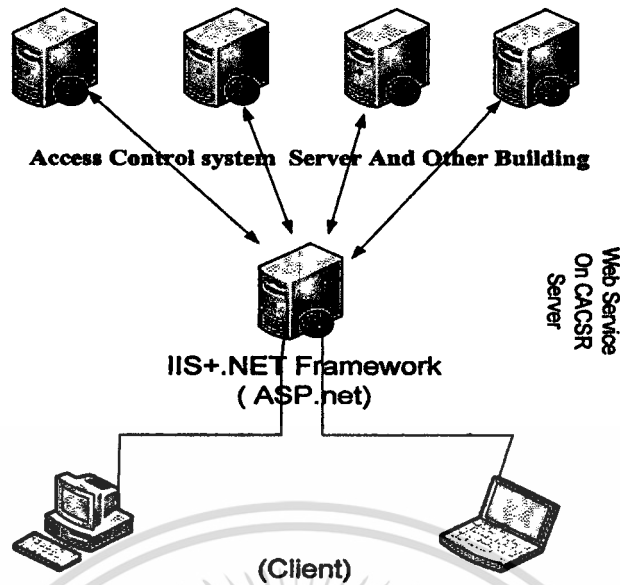 Access Control system Server And Other Building
Web Service
On CACSR
Server
IIS+.NET Framework
( ASP.net)
(Client)